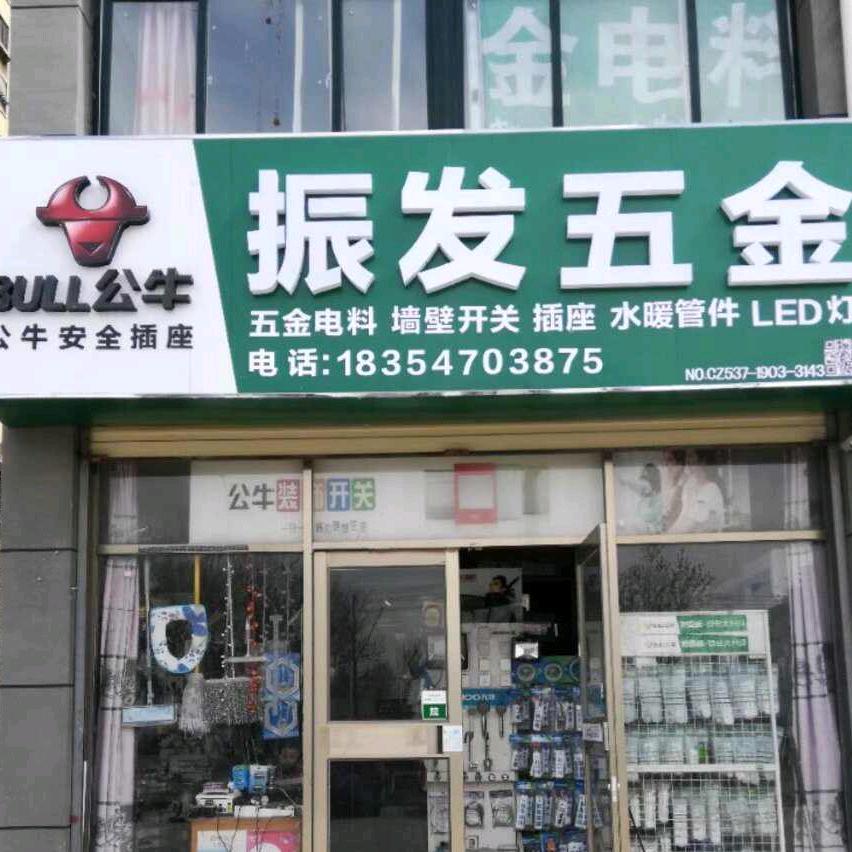 金电料
振发五金
BULL公牛
公牛安全插座
五金电料 墙壁开关 插座 水暖管件 LED灯
电话:18354703875
NO.CZ537-1903-3143
公牛装饰开关